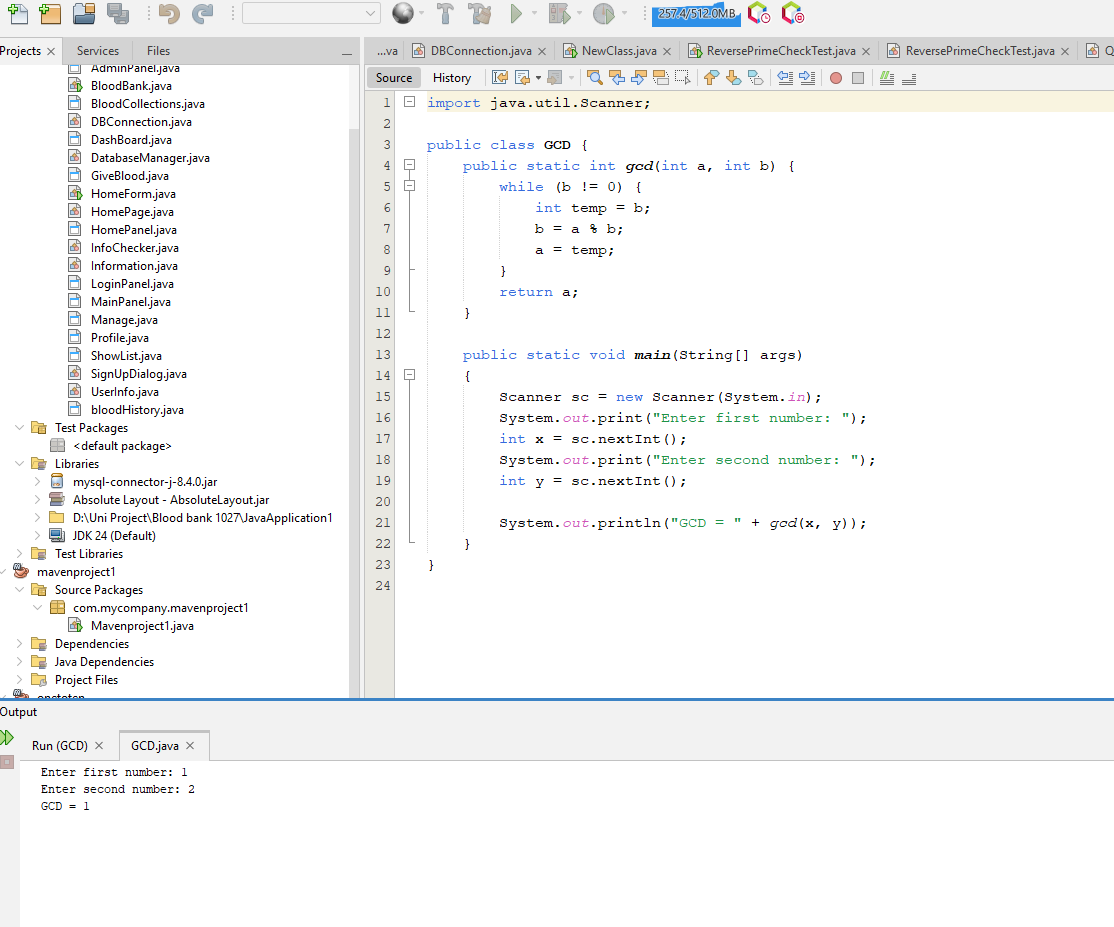 257.4/512.0MB
Projects
Services
Files
...va
DBConnection.java
NewClass.java
ReversePrimeCheckTest.java
ReversePrimeCheckTest.java
Source
History
AdminPanel.java
BloodBank.java
BloodCollections.java
DBConnection.java
DashBoard.java
DatabaseManager.java
GiveBlood.java
HomeForm.java
HomePage.java
HomePanel.java
InfoChecker.java
Information.java
LoginPanel.java
MainPanel.java
Manage.java
Profile.java
ShowList.java
SignUpDialog.java
UserInfo.java
bloodHistory.java
Test Packages
<default package>
Libraries
mysql-connector-j-8.4.0.jar
Absolute Layout - AbsoluteLayout.jar
D:\Uni Project\Blood bank 1027\JavaApplication1
JDK 24 (Default)
Test Libraries
mavenproject1
Source Packages
com.mycompany.mavenproject1
Mavenproject1.java
Dependencies
Java Dependencies
Project Files
1 import java.util.Scanner;
2
3 public class GCD {
4 public static int gcd(int a, int b) {
5 while (b != 0) {
6 int temp = b;
7 b = a % b;
8 a = temp;
9 }
10 return a;
11 }
12
13 public static void main(String[] args)
14 {
15 Scanner sc = new Scanner(System.in);
16 System.out.print("Enter first number: ");
17 int x = sc.nextInt();
18 System.out.print("Enter second number: ");
19 int y = sc.nextInt();
20
21 System.out.println("GCD = " + gcd(x, y));
22 }
23 }
24
Output
Run (GCD)
GCD.java
Enter first number: 1
Enter second number: 2
GCD = 1